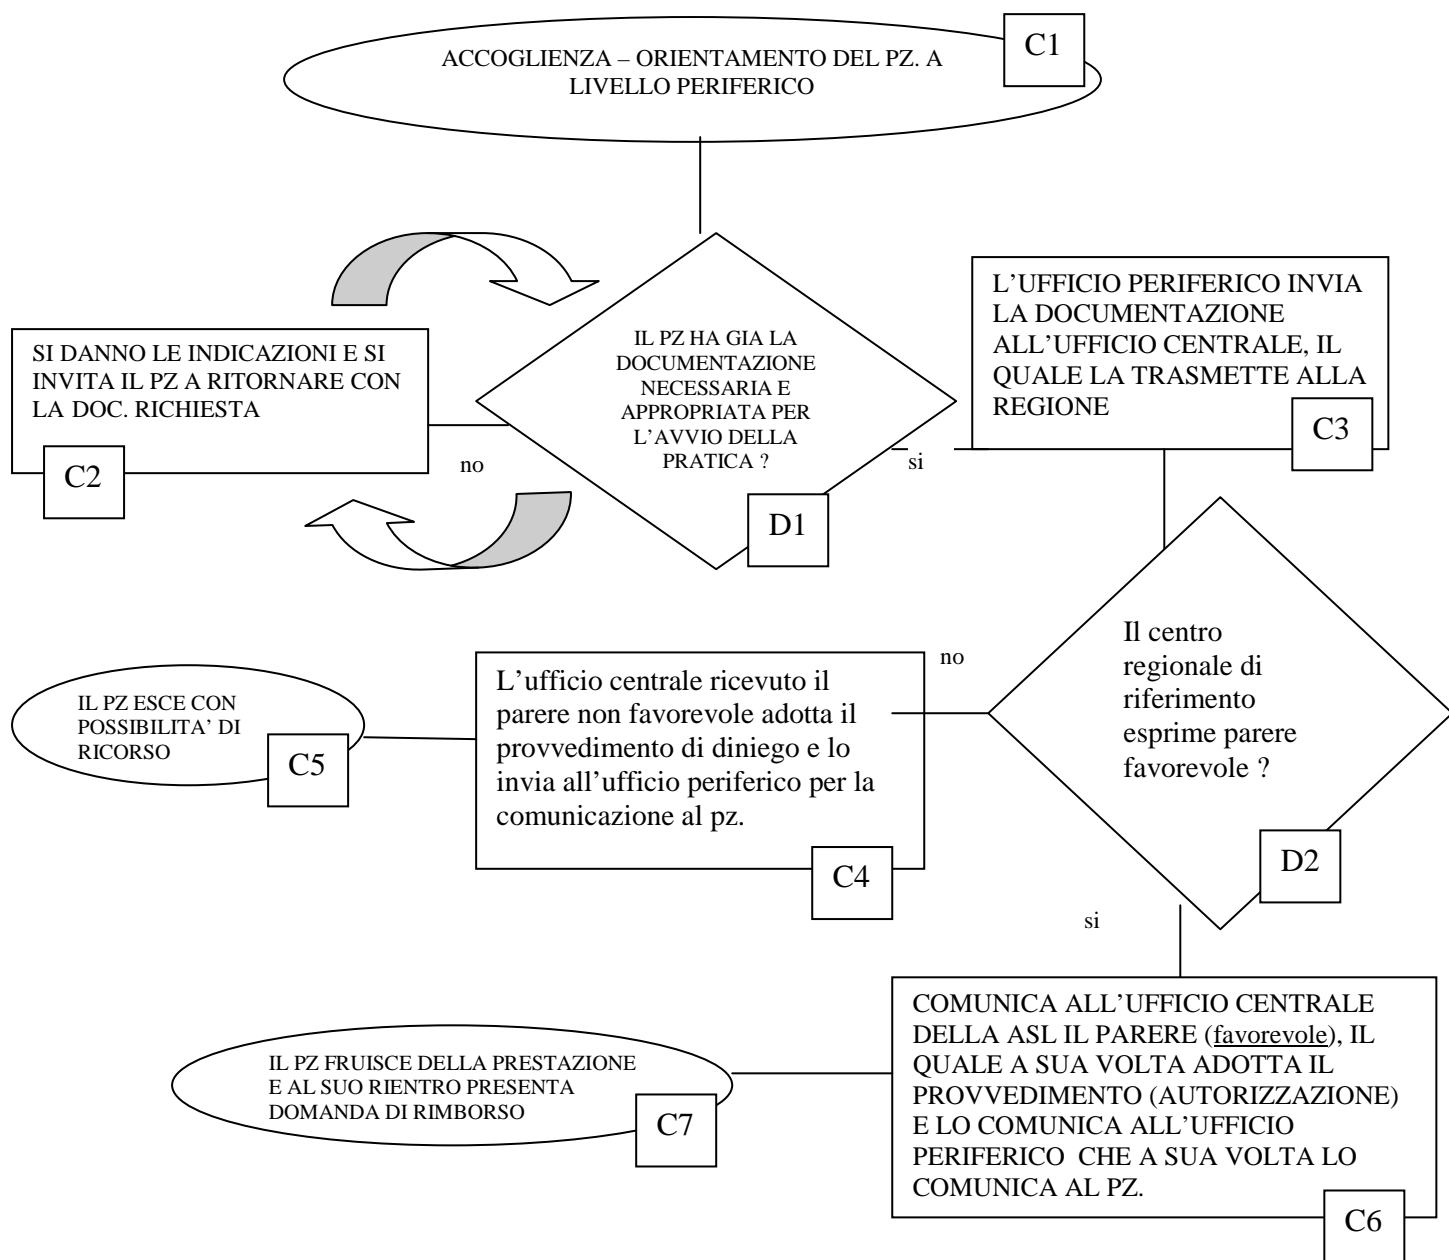 C1
ACCOGLIENZA – ORIENTAMENTO DEL PZ. A
LIVELLO PERIFERICO
IL PZ HA GIA LA
DOCUMENTAZIONE
NECESSARIA E
APPROPRIATA PER
L'AVVIO DELLA
PRATICA ?
D1
no
SI DANNO LE INDICAZIONI E SI
INVITA IL PZ A RITORNARE CON
LA DOC. RICHIESTA
C2
si
L'UFFICIO PERIFERICO INVIA
LA DOCUMENTAZIONE
ALL'UFFICIO CENTRALE, IL
QUALE LA TRASMETTE ALLA
REGIONE
C3
Il centro
regionale di
riferimento
esprime parere
favorevole ?
D2
no
L'ufficio centrale ricevuto il
parere non favorevole adotta il
provvedimento di diniego e lo
invia all'ufficio periferico per la
comunicazione al pz.
C4
IL PZ ESCE CON
POSSIBILITA' DI
RICORSO
C5
si
COMUNICA ALL'UFFICIO CENTRALE
DELLA ASL IL PARERE (favorevole), IL
QUALE A SUA VOLTA ADOTTA IL
PROVVEDIMENTO (AUTORIZZAZIONE)
E LO COMUNICA ALL'UFFICIO
PERIFERICO CHE A SUA VOLTA LO
COMUNICA AL PZ.
C6
IL PZ FRUISCE DELLA PRESTAZIONE
E AL SUO RIENTRO PRESENTA
DOMANDA DI RIMBORSO
C7